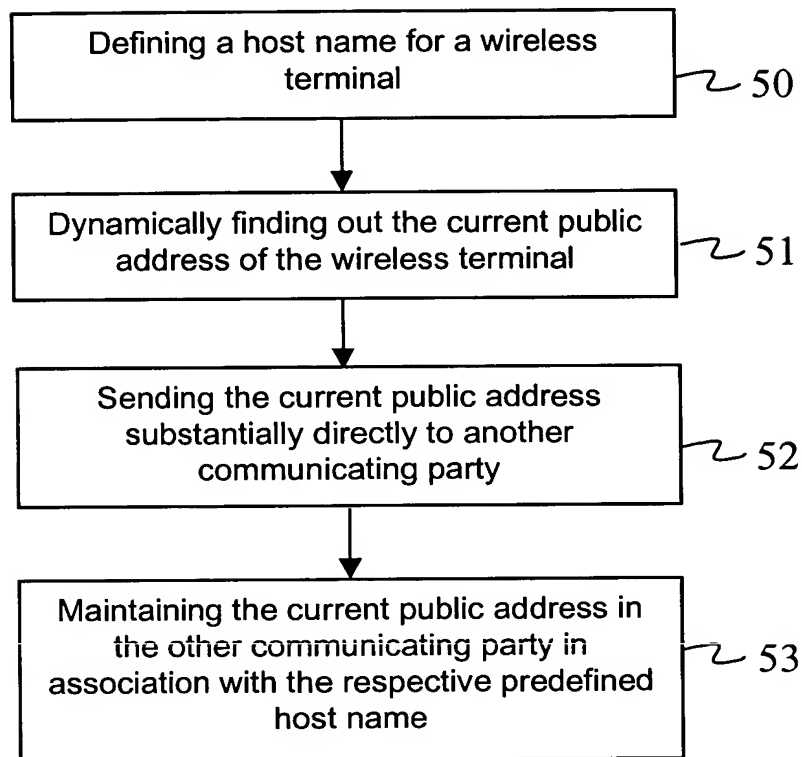 Defining a host name for a wireless
terminal
50
Dynamically finding out the current public
address of the wireless terminal
51
Sending the current public address
substantially directly to another
communicating party
52
Maintaining the current public address in
the other communicating party in
association with the respective predefined
host name
53